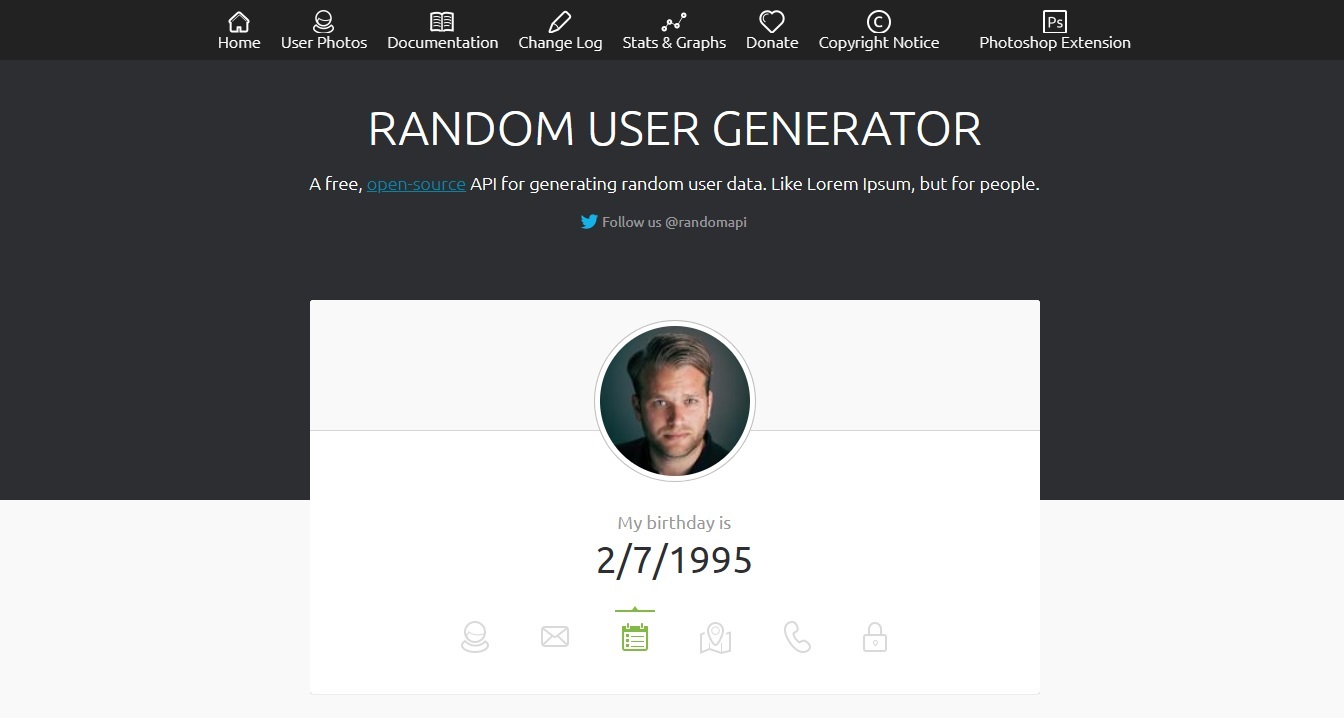 Home User Photos Documentation Change Log Stats & Graphs Donate Copyright Notice Photoshop Extension
RANDOM USER GENERATOR
A free, open-source API for generating random user data. Like Lorem Ipsum, but for people.
Follow us @randomapi
My birthday is
2/7/1995